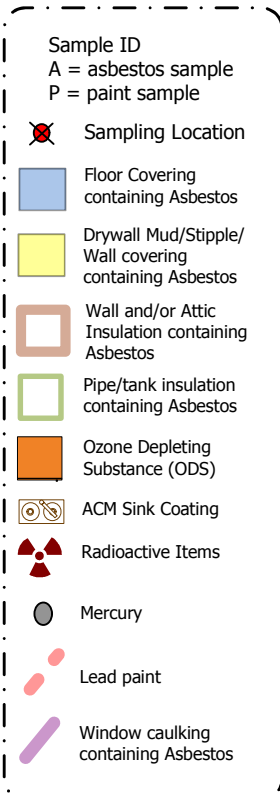 Sample ID
A = asbestos sample
P = paint sample
Sampling Location
Floor Covering
containing Asbestos
Drywall Mud/Stipple/
Wall covering
containing Asbestos
Wall and/or Attic
Insulation containing
Asbestos
Pipe/tank insulation
containing Asbestos
Ozone Depleting
Substance (ODS)
ACM Sink Coating
Radioactive Items
Mercury
Lead paint
Window caulking
containing Asbestos